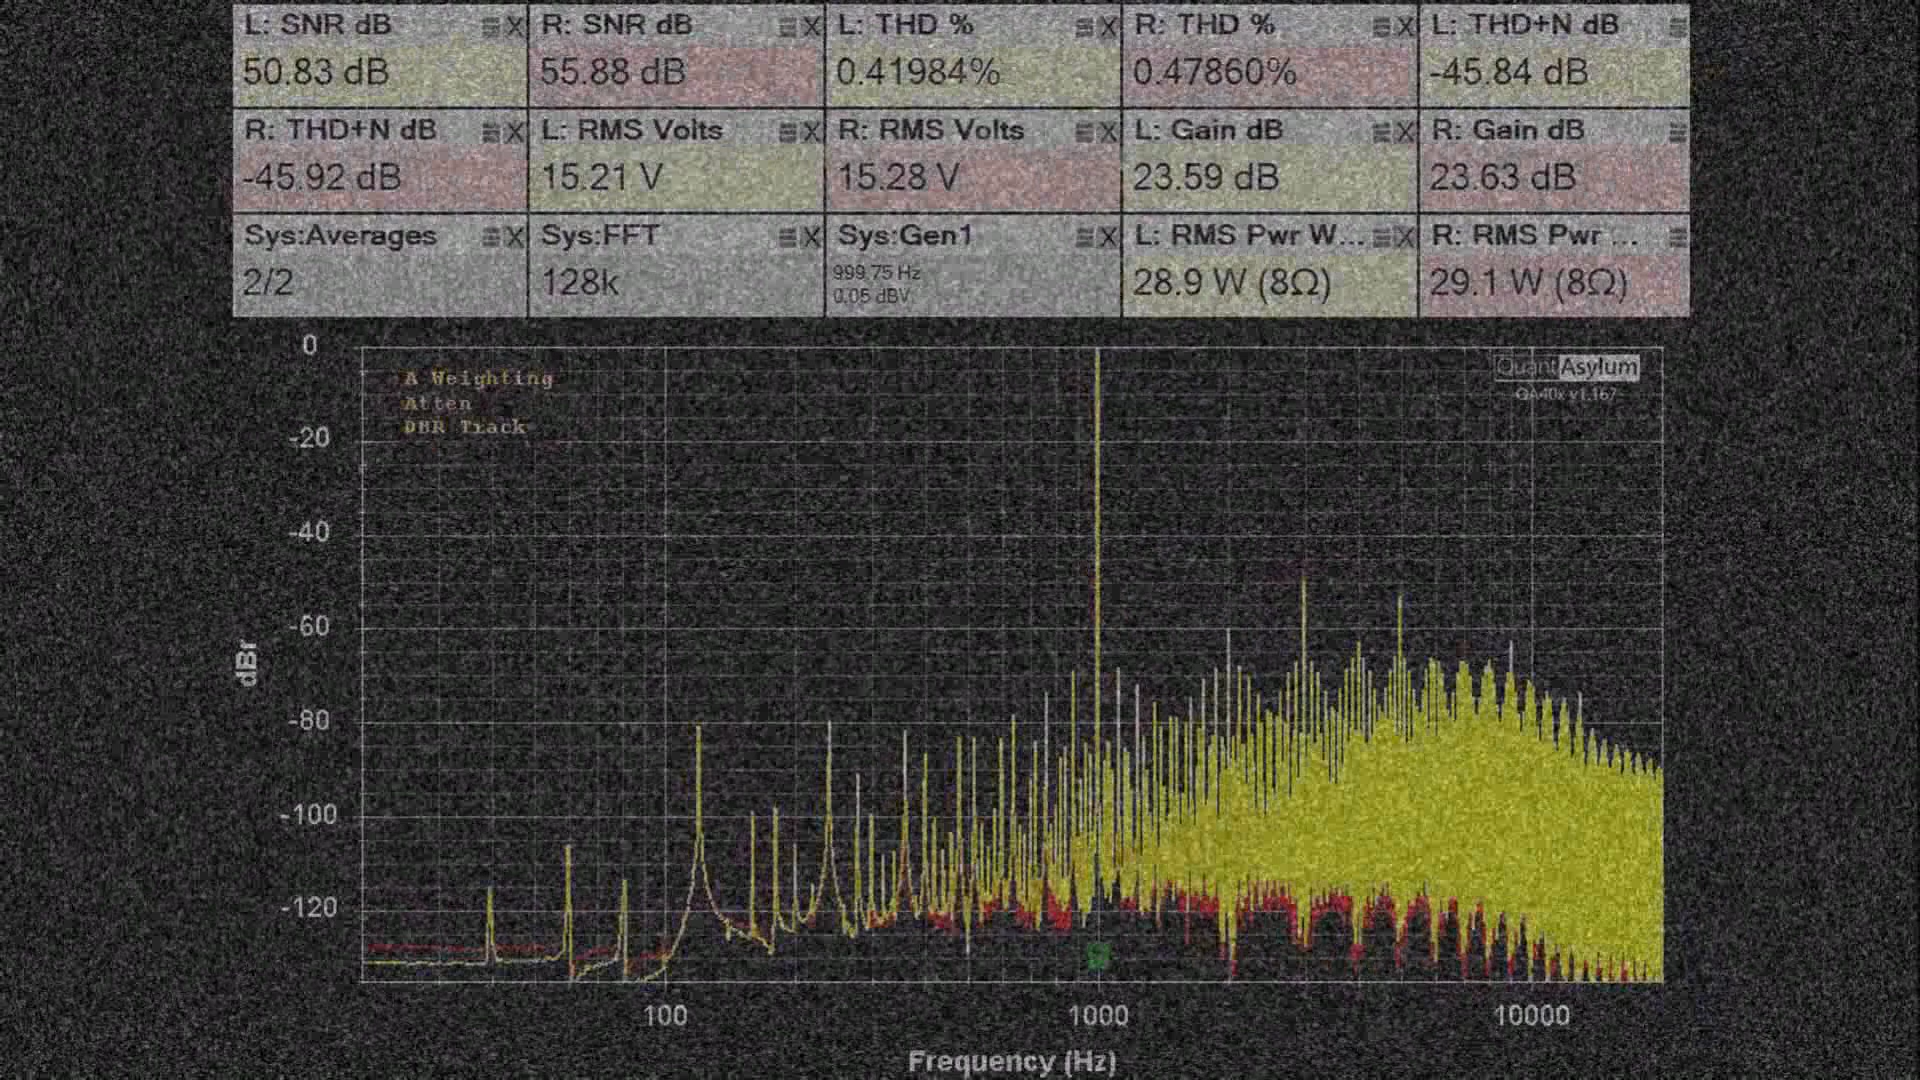 L: SNR dB
R: SNR dB
L: THD %
R: THD %
L: THD+N dB
50.83 dB
55.88 dB
0.41984%
0.47860%
-45.84 dB
R: THD+N dB
L: RMS Volts
R: RMS Volts
L: Gain dB
R: Gain dB
-45.92 dB
15.21 V
15.28 V
23.59 dB
23.63 dB
Sys:Averages
Sys:FFT
Sys:Gen1
L: RMS Pwr W...
R: RMS Pwr ...
2/2
128k
999.75 Hz
0.05 dBV
28.9 W (8Ω)
29.1 W (8Ω)
A Weighting
Atten
DBR Track
QuantAsylum
QA40x v1.167
0
-20
-40
-60
-80
-100
-120
dBr
100
1000
10000
Frequency (Hz)